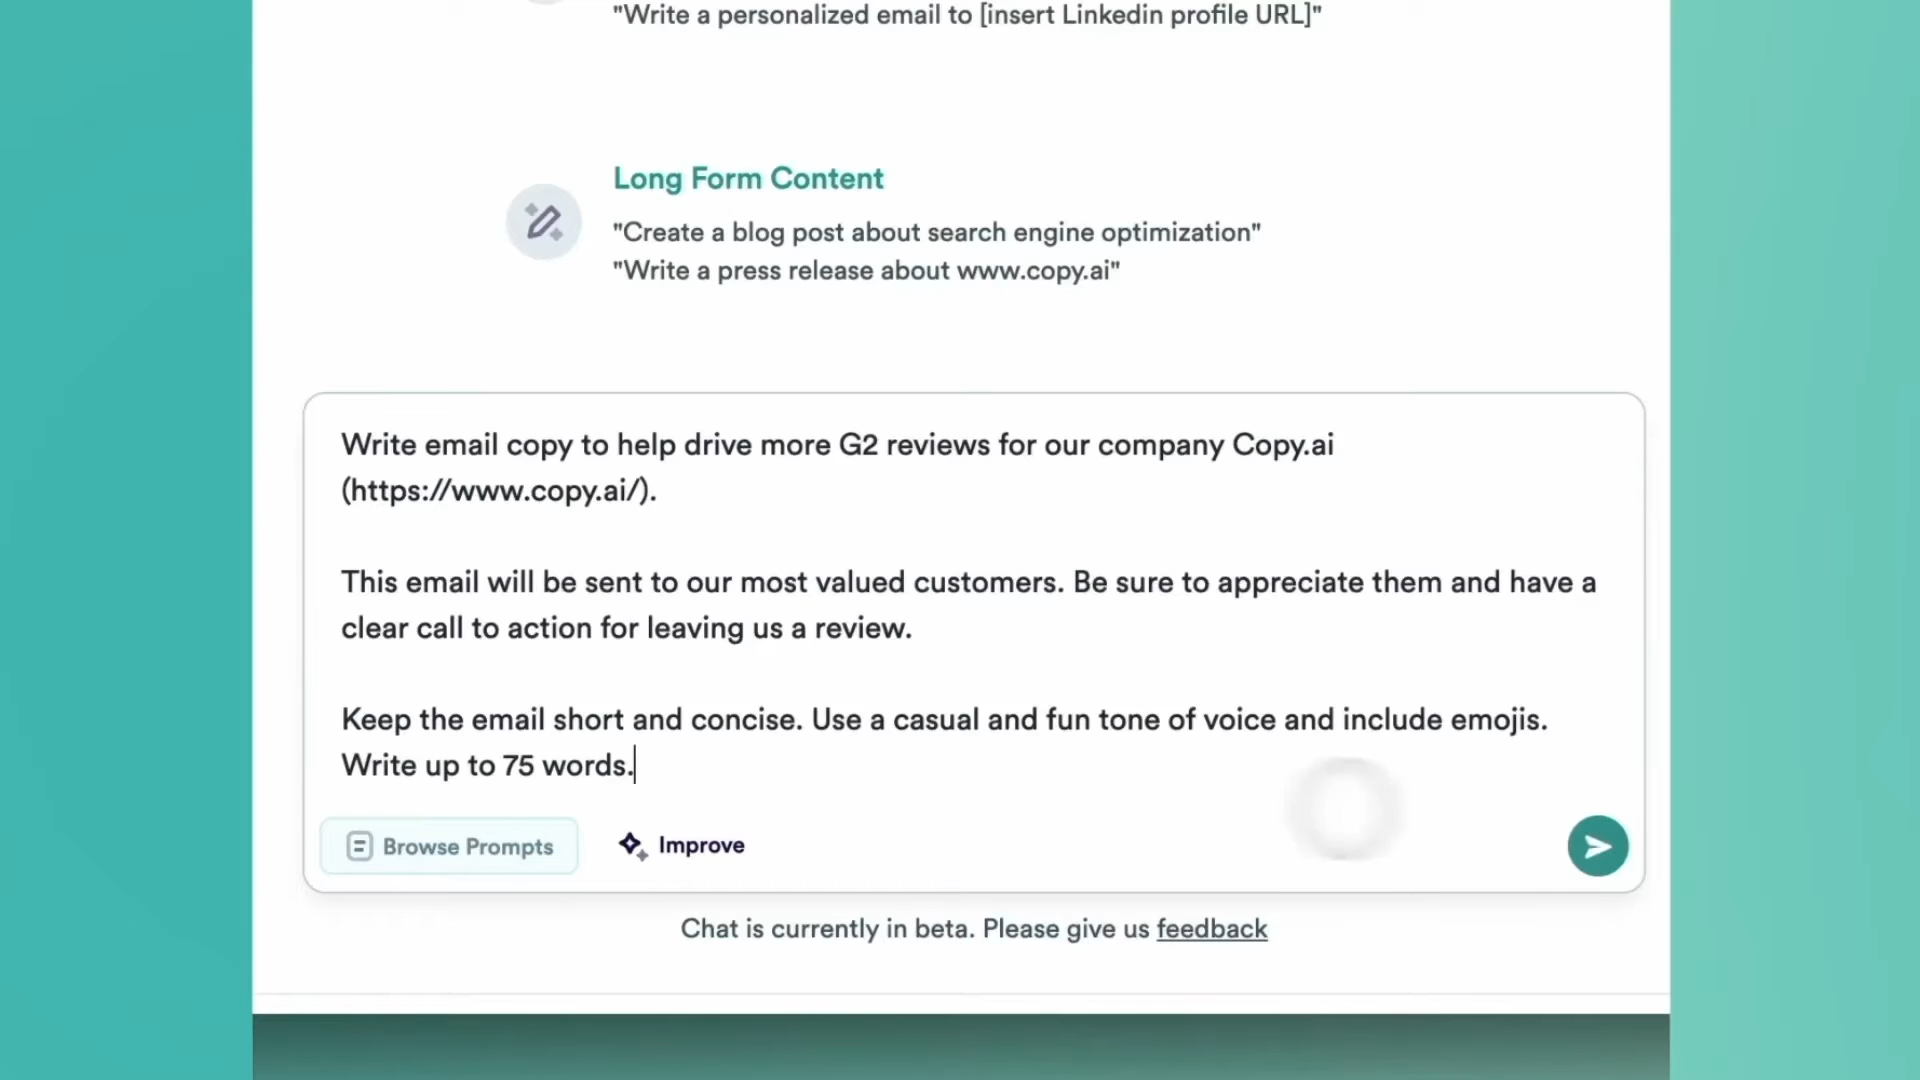 "Write a personalized email to [insert Linkedin profile URL]"
Long Form Content
"Create a blog post about search engine optimization"
"Write a press release about www.copy.ai"
Write email copy to help drive more G2 reviews for our company Copy.ai
(https://www.copy.ai/).
This email will be sent to our most valued customers. Be sure to appreciate them and have a
clear call to action for leaving us a review.
Keep the email short and concise. Use a casual and fun tone of voice and include emojis.
Write up to 75 words.
Browse Prompts
Improve
Chat is currently in beta. Please give us feedback